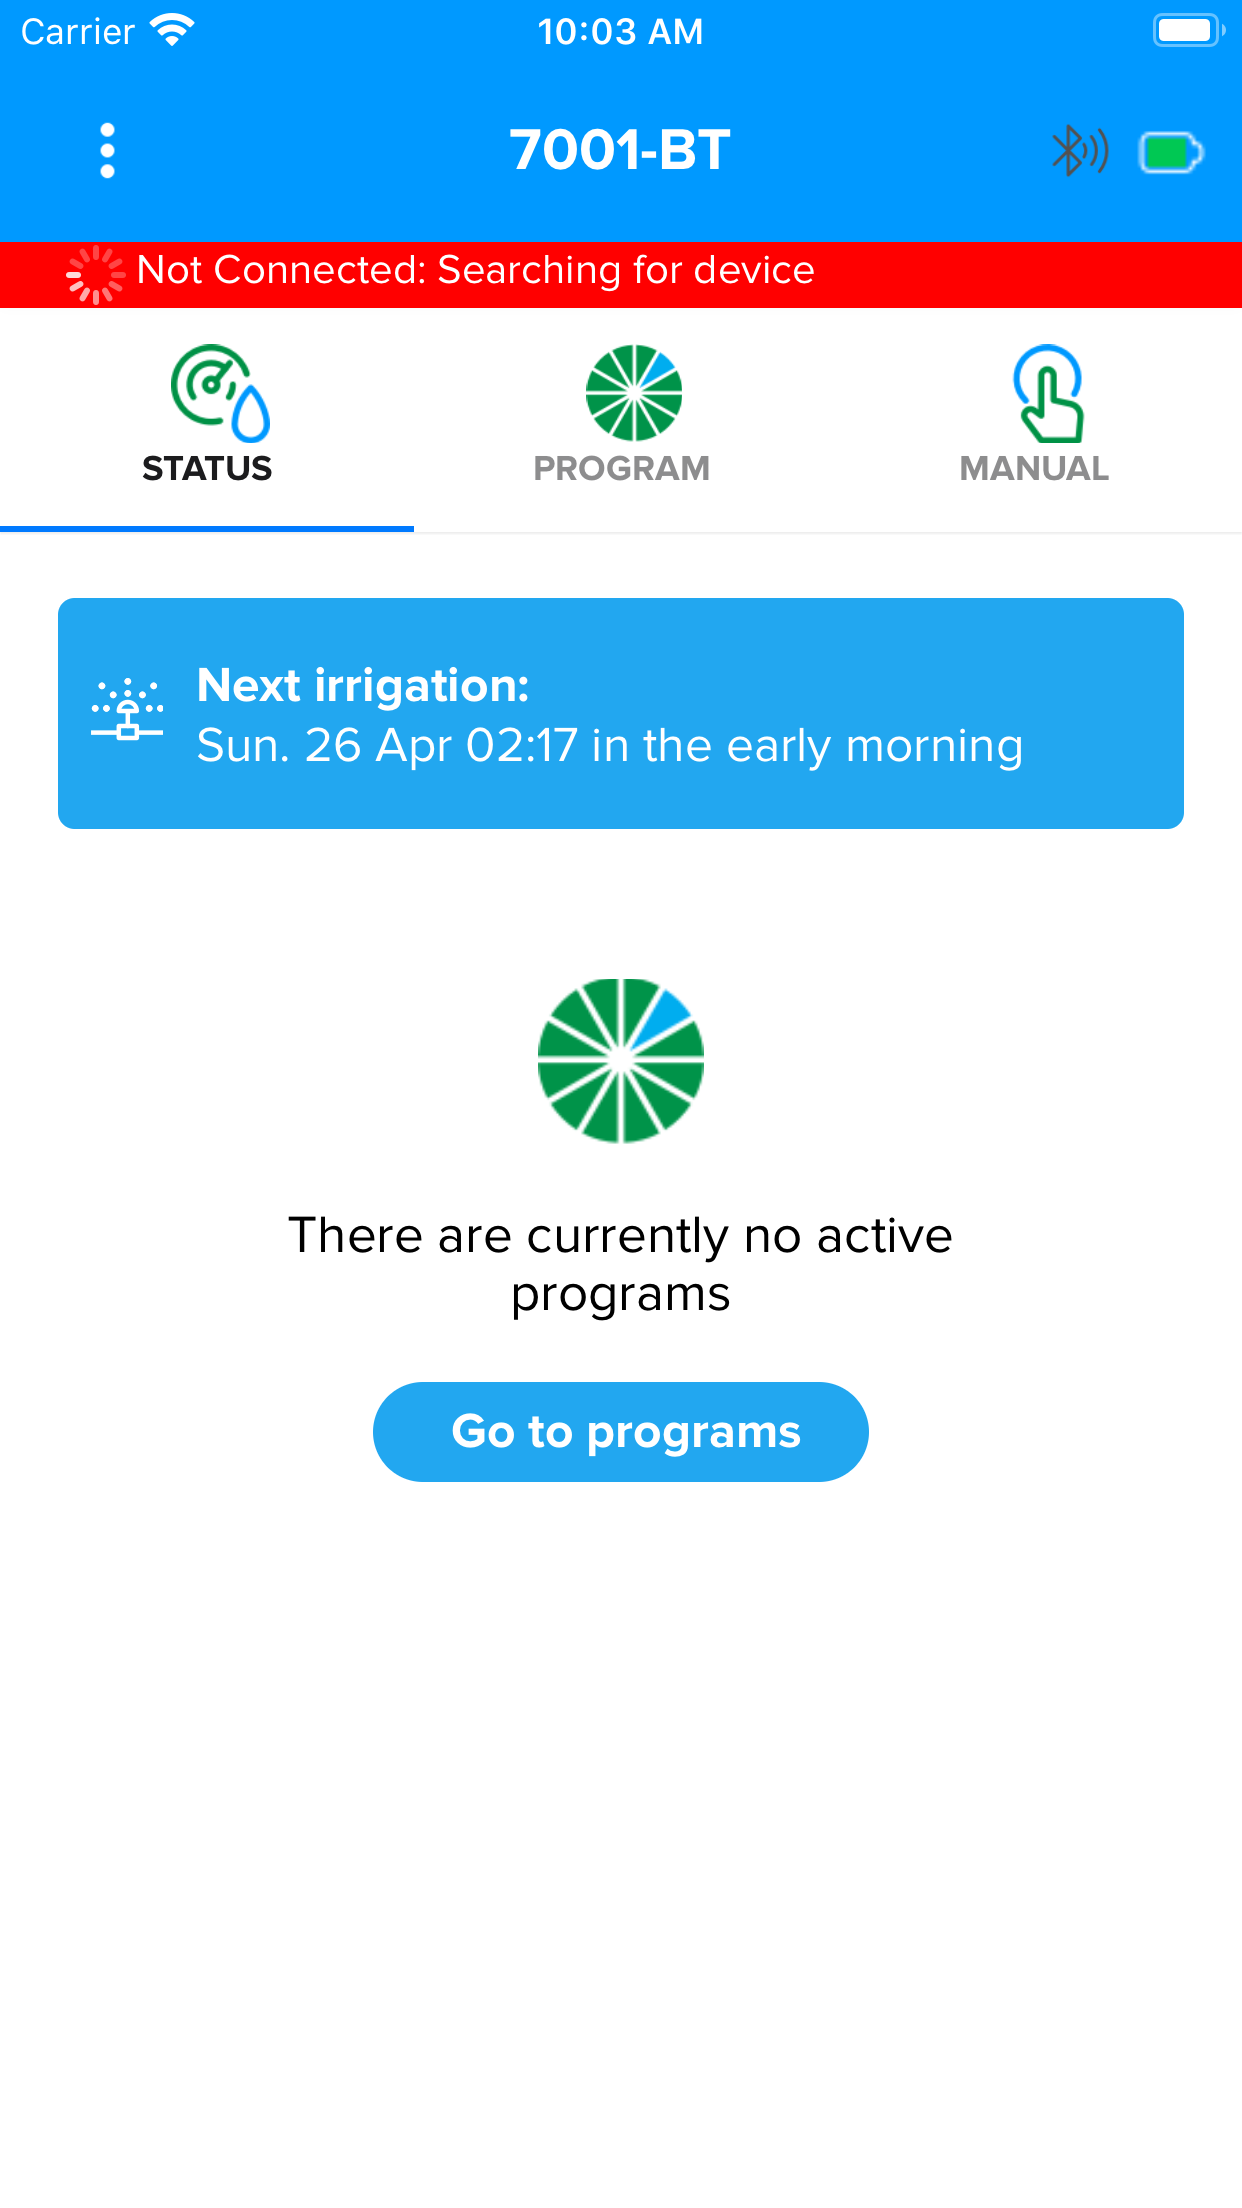 Carrier 10:03 AM
7001-BT
Not Connected: Searching for device
STATUS PROGRAM MANUAL
Next irrigation:
Sun. 26 Apr 02:17 in the early morning
There are currently no active
programs
Go to programs